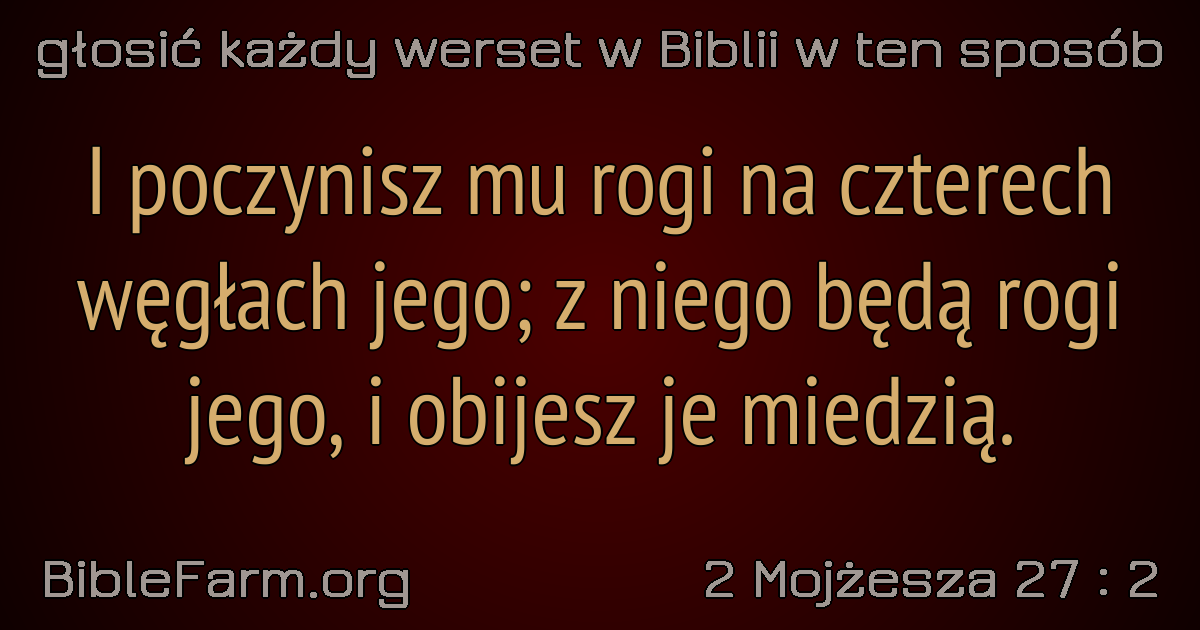 głosić każdy werset w Biblii w ten sposób
I poczynisz mu rogi na czterech
węgłach jego; z niego będą rogi
jego, i obijesz je miedzią.
BibleFarm.org
2 Mojżesza 27 : 2